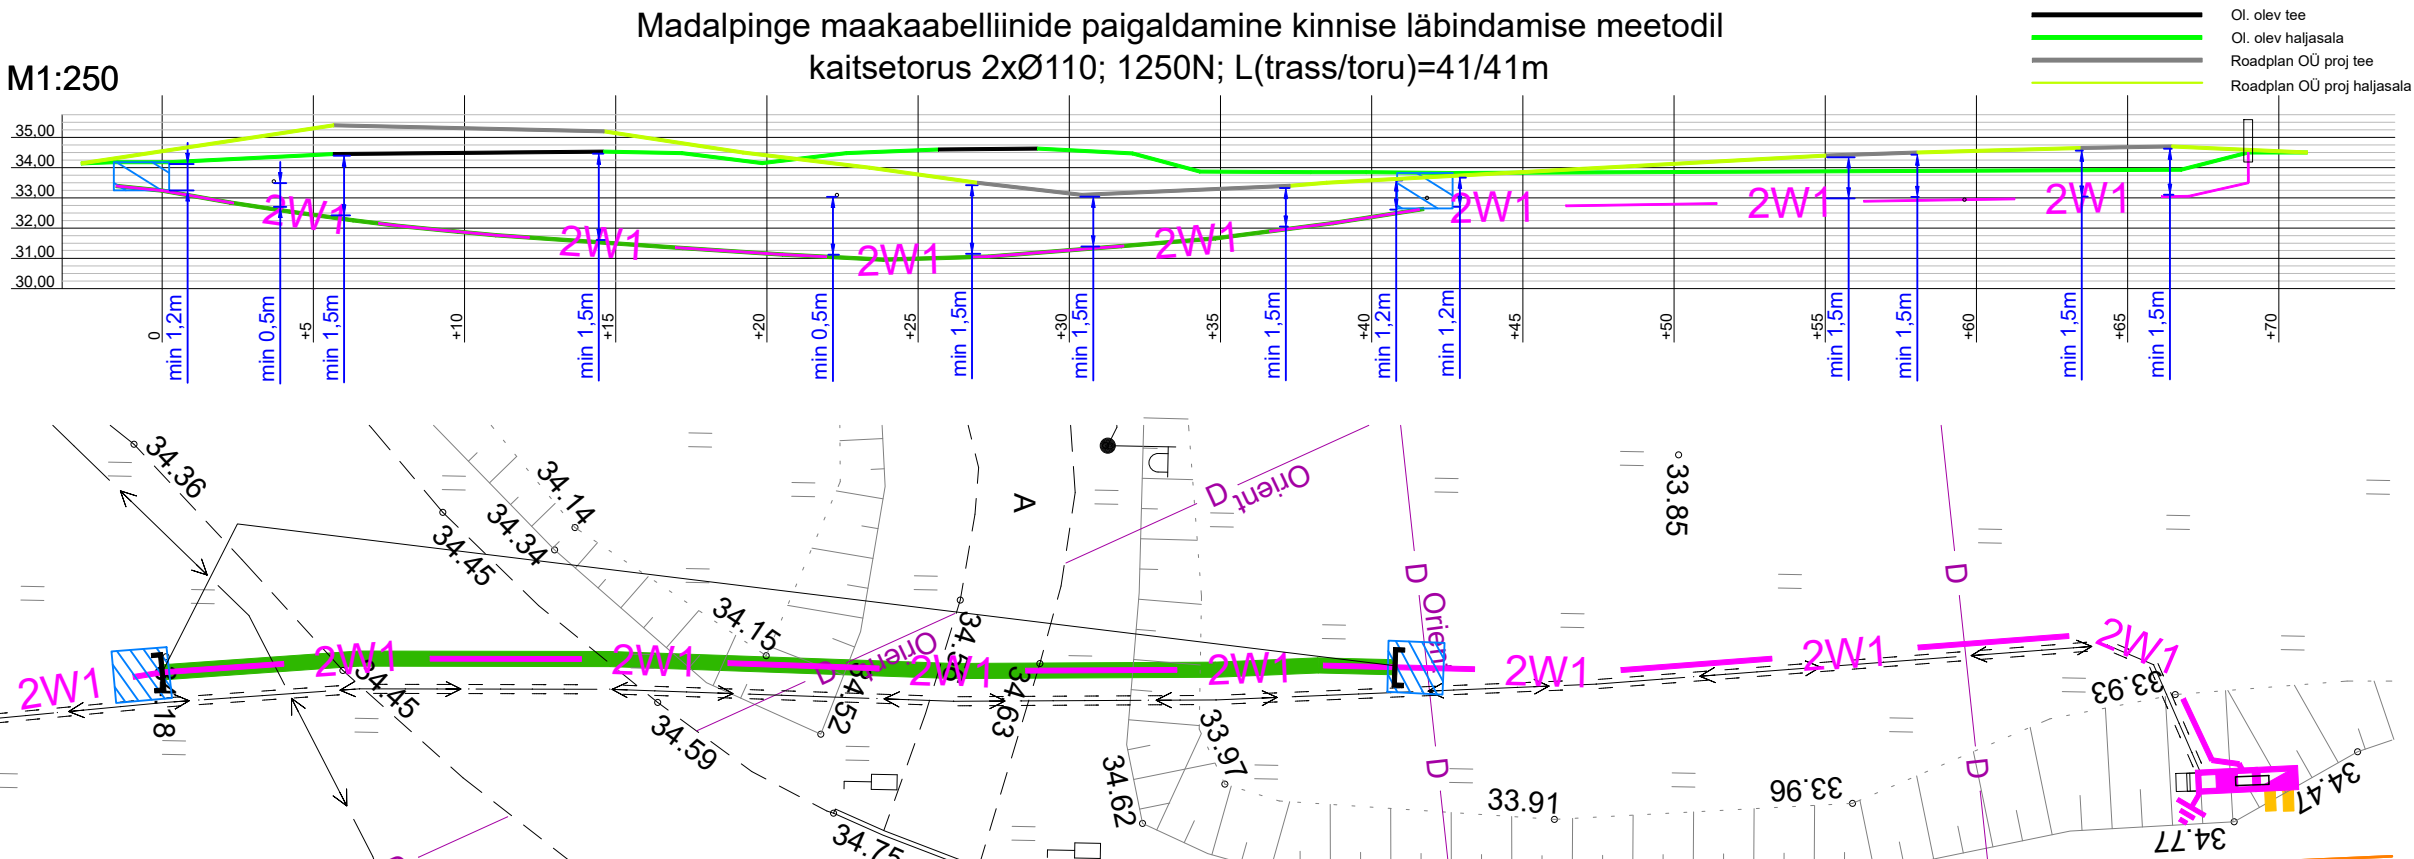 Madalpinge maakaabelliinide paigaldamine kinnise läbindamise meetodil
kaitsetorus 2xØ110; 1250N; L(trass/toru)=41/41m
Ol. olev tee
Ol. olev haljasala
Roadplan OÜ proj tee
Roadplan OÜ proj haljasala
M1:250
35,00
34,00
33,00
32,00
31,00
30,00
2W1 2W1 2W1 2W1 2W1 2W1 2W1
0 +5 +10 +15 +20 +25 +30 +35 +40 +45 +50 +55 +60 +65 +70
min 1,2m min 0,5m min 1,5m min 1,5m min 0,5m min 1,5m min 1,5m min 1,5m min 1,2m min 1,2m min 1,5m min 1,5m min 1,5m min 1,5m
34.36
34.14
34.34
34.45
A
Orient
D
33.85
D
D
Orient
34.15
Orient
D
2W1 2W1 2W1 2W1 2W1 2W1 2W1 2W1
34.45
34.52
34.63
34.59
33.97
33.93
D
D
34.62
33.91
33.96
34.47
34.77
34.75